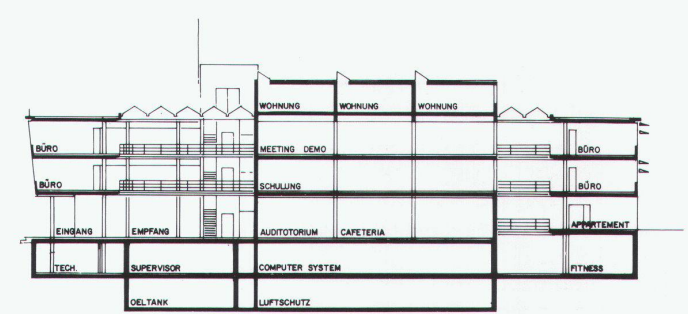 WOHNUNG WOHNUNG WOHNUNG
BÜRO MEETING DEMO BÜRO
BÜRO SCHULUNG BÜRO
APPARTEMENT
EINGANG EMPFANG AUDITOTORIUM CAFETERIA
TECH. SUPERVISOR COMPUTER SYSTEM FITNESS
OELTANK LUFTSCHUTZ